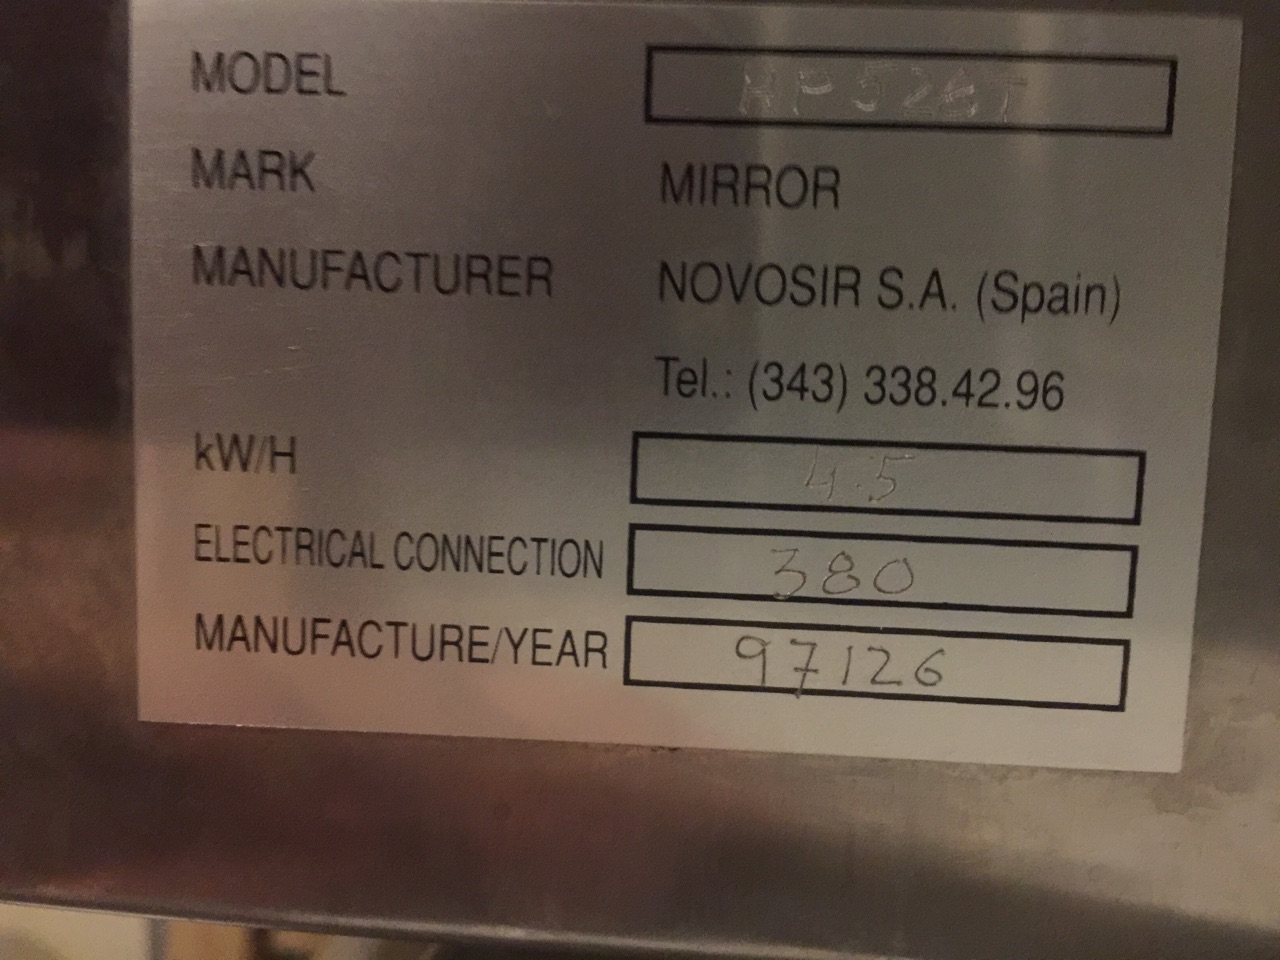 MODEL
MARK MIRROR
MANUFACTURER NOVOSIR S.A. (Spain)
Tel.: (343) 338.42.96
kW/H 4.5
ELECTRICAL CONNECTION 380
MANUFACTURE/YEAR 97126